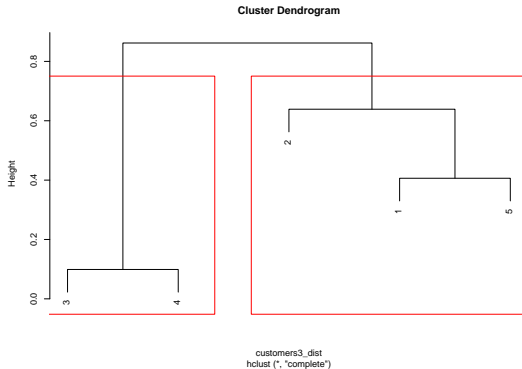 Cluster Dendrogram
Height
0.8
0.6
0.4
0.2
0.0
2
1
5
3
4
customers3_dist
hclust (*, "complete")